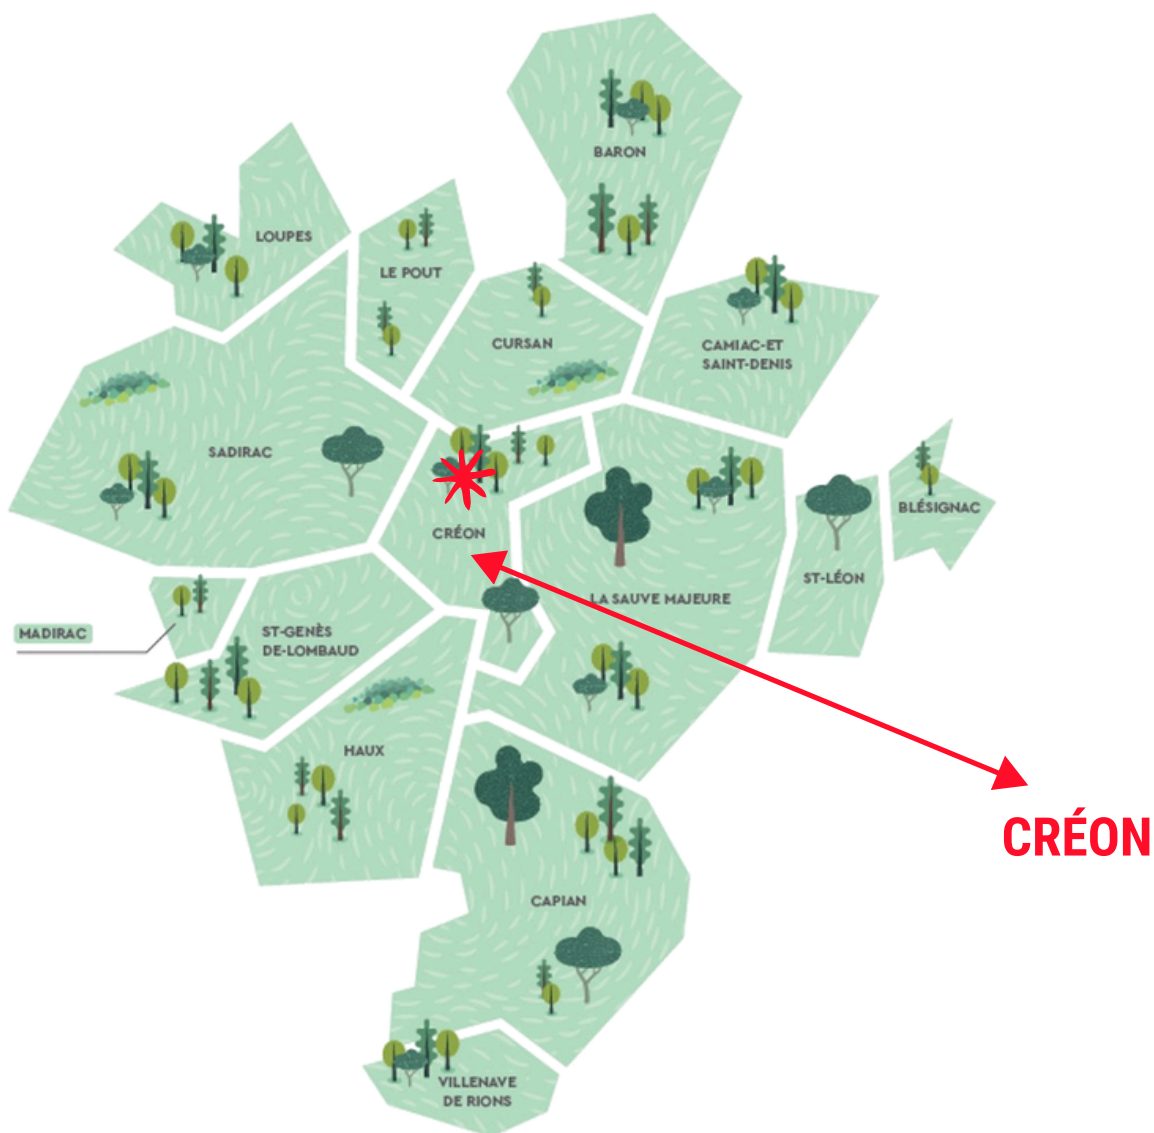 BARON
LOUPES
LE POUT
CURSAN
CAMIAC-ET
SAINT-DENIS
SADIRAC
BLÉSIGNAC
CRÉON
ST-LÉON
LA SAUVE MAJEURE
MADIRAC
ST-GENÈS
DE-LOMBAUD
HAUX
CRÉON
CAPIAN
VILLENAVE
DE RIONS